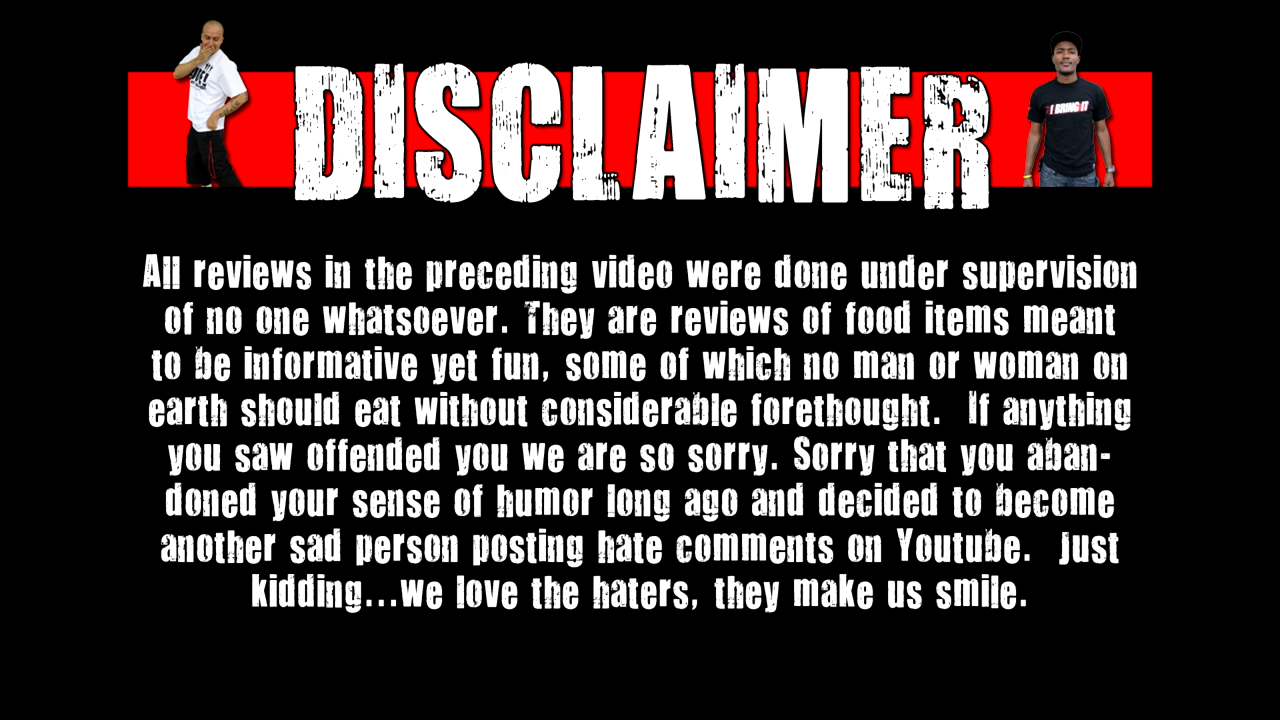 DISCLAIMER
I BRING IT
All reviews in the preceding video were done under supervision
of no one whatsoever. They are reviews of food items meant
to be informative yet fun, some of which no man or woman on
earth should eat without considerable forethought.  If anything
you saw offended you we are so sorry. Sorry that you aban-
doned your sense of humor long ago and decided to become
another sad person posting hate comments on Youtube.  Just
kidding...we love the haters, they make us smile.